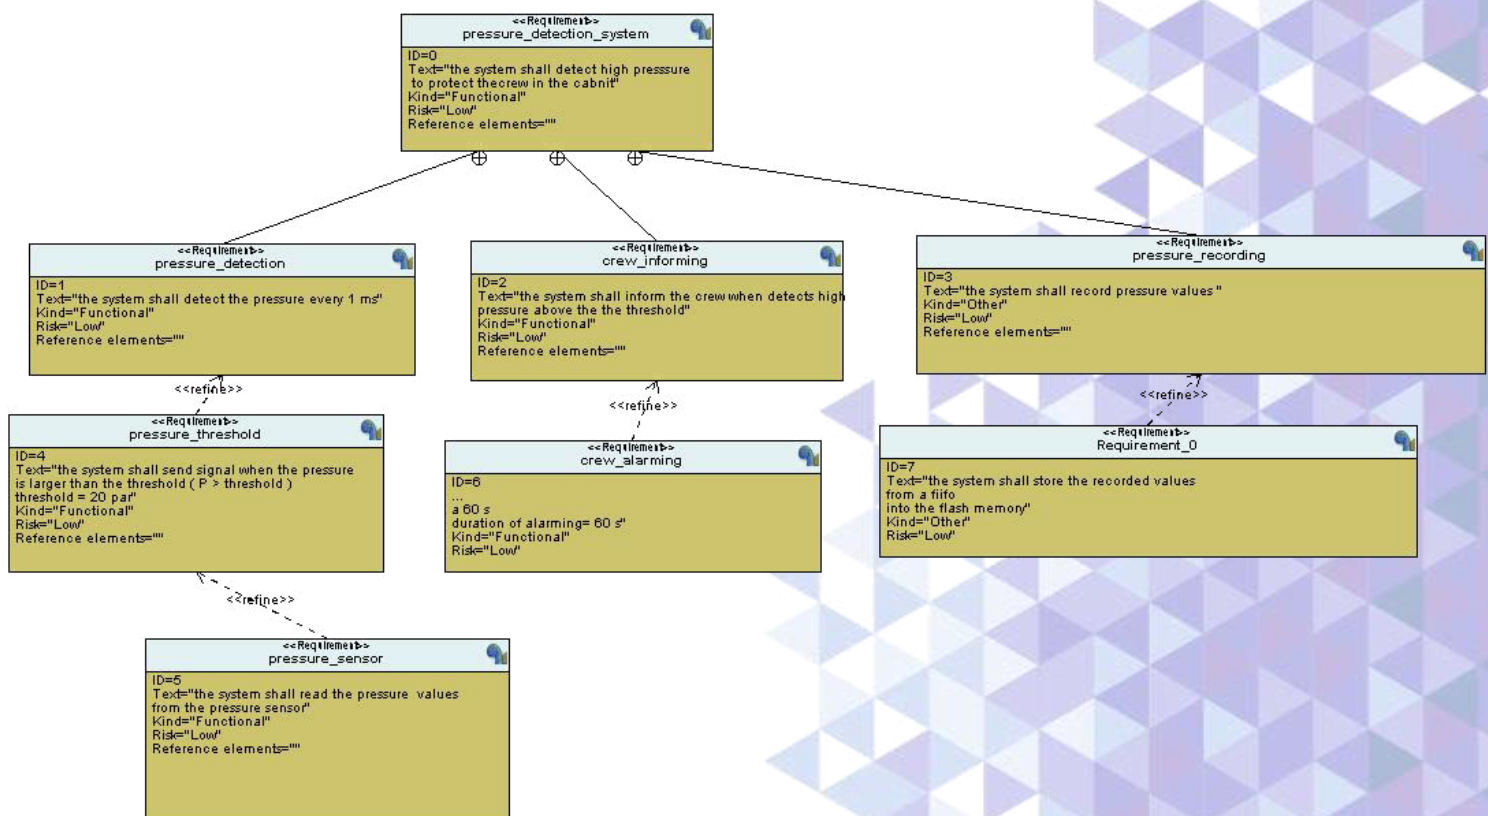 <<Requirement>>
pressure_detection_system
ID=0
Text="the system shall detect high presssure
to protect thecrew in the cabnit"
Kind="Functional"
Risk="Low"
Reference elements=""
<<Requirement>>
pressure_detection
ID=1
Text="the system shall detect the pressure every 1 ms"
Kind="Functional"
Risk="Low"
Reference elements=""
<<Requirement>>
crew_informing
ID=2
Text="the system shall inform the crew when detects high
pressure above the the threshold"
Kind="Functional"
Risk="Low"
Reference elements=""
<<Requirement>>
pressure_recording
ID=3
Text="the system shall record pressure values "
Kind="Other"
Risk="Low"
Reference elements=""
<<refine>>
<<refine>>
<<refine>>
<<Requirement>>
pressure_threshold
ID=4
Text="the system shall send signal when the pressure
is larger than the threshold ( P > threshold )
threshold = 20 par"
Kind="Functional"
Risk="Low"
Reference elements=""
<<Requirement>>
crew_alarming
ID=6
...
a 60 s
duration of alarming= 60 s"
Kind="Functional"
Risk="Low"
<<Requirement>>
Requirement_0
ID=7
Text="the system shall store the recorded values
from a fiifo
into the flash memory"
Kind="Other"
Risk="Low"
<<refine>>
<<Requirement>>
pressure_sensor
ID=5
Text="the system shall read the pressure  values
from the pressure sensor"
Kind="Functional"
Risk="Low"
Reference elements=""